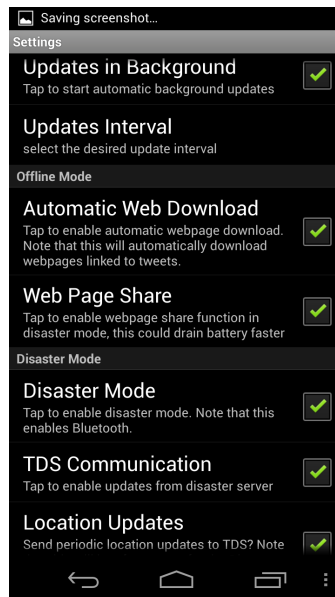 Saving screenshot...
Settings
Updates in Background
Tap to start automatic background updates
Updates Interval
select the desired update interval
Offline Mode
Automatic Web Download
Tap to enable automatic webpage download.
Note that this will automatically download
webpages linked to tweets.
Web Page Share
Tap to enable webpage share function in
disaster mode, this could drain battery faster
Disaster Mode
Disaster Mode
Tap to enable disaster mode. Note that this
enables Bluetooth.
TDS Communication
Tap to enable updates from disaster server
Location Updates
Send periodic location updates to TDS? Note